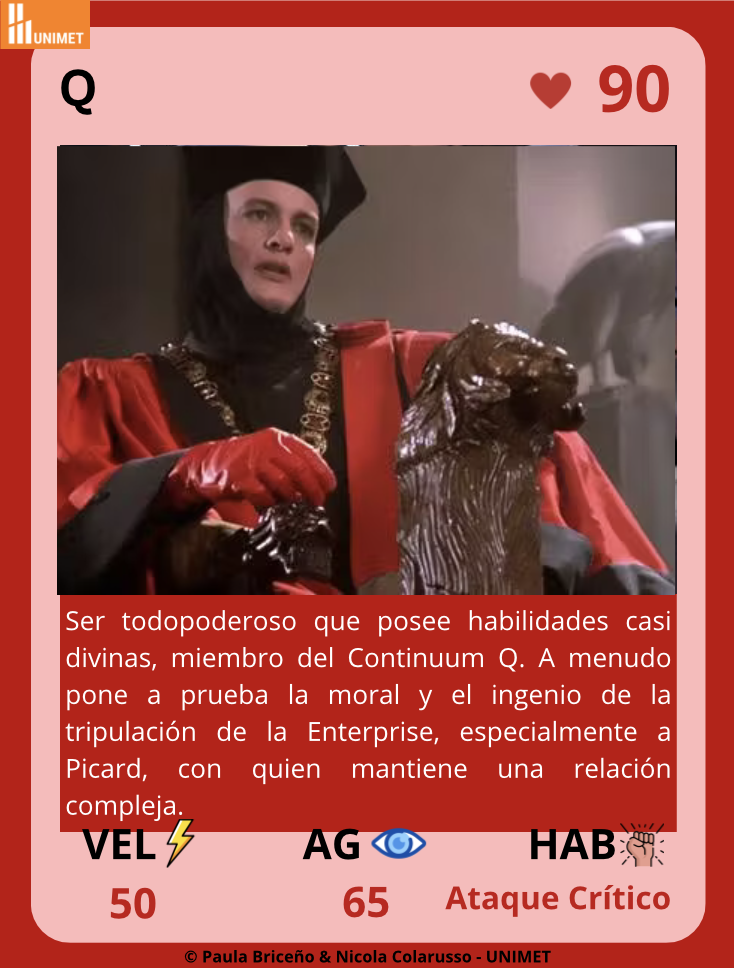 UNIMET
Q
90
Ser todopoderoso que posee habilidades casi
divinas, miembro del Continuum Q. A menudo
pone a prueba la moral y el ingenio de la
tripulación de la Enterprise, especialmente a
Picard, con quien mantiene una relación
compleja.
VEL AG HAB
50 65 Ataque Crítico
© Paula Briceño & Nicola Colarusso - UNIMET